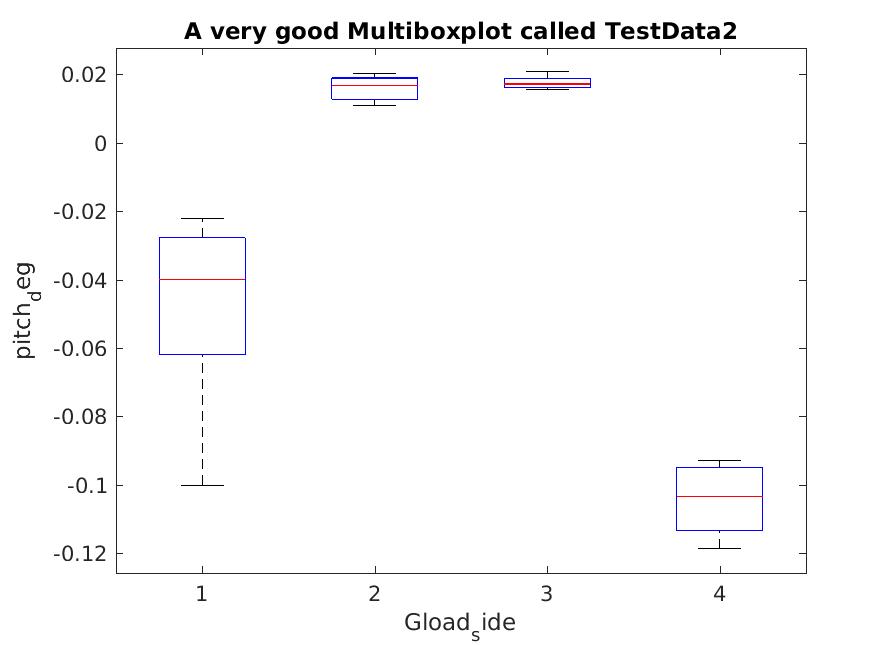 A very good Multiboxplot called TestData2
0.02
0
-0.02
-0.04
-0.06
-0.08
-0.1
-0.12
pitch_deg
1 2 3 4
Gload_side